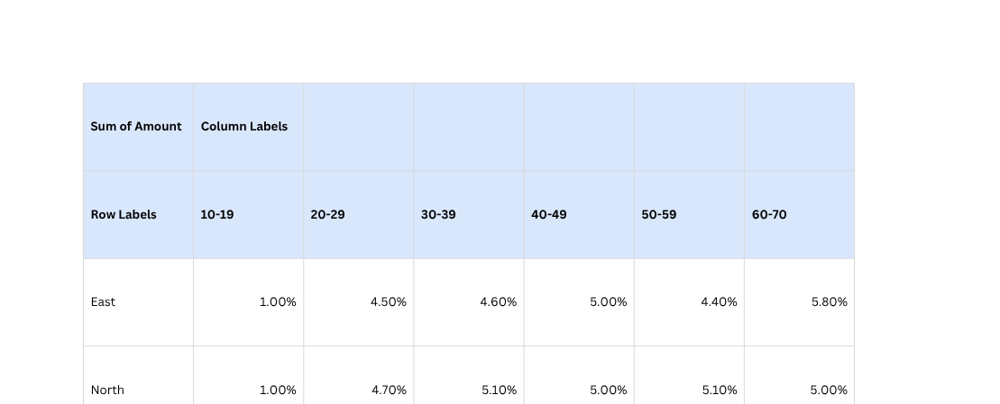 Sum of Amount Column Labels
Row Labels 10-19 20-29 30-39 40-49 50-59 60-70
East 1.00% 4.50% 4.60% 5.00% 4.40% 5.80%
North 1.00% 4.70% 5.10% 5.00% 5.10% 5.00%